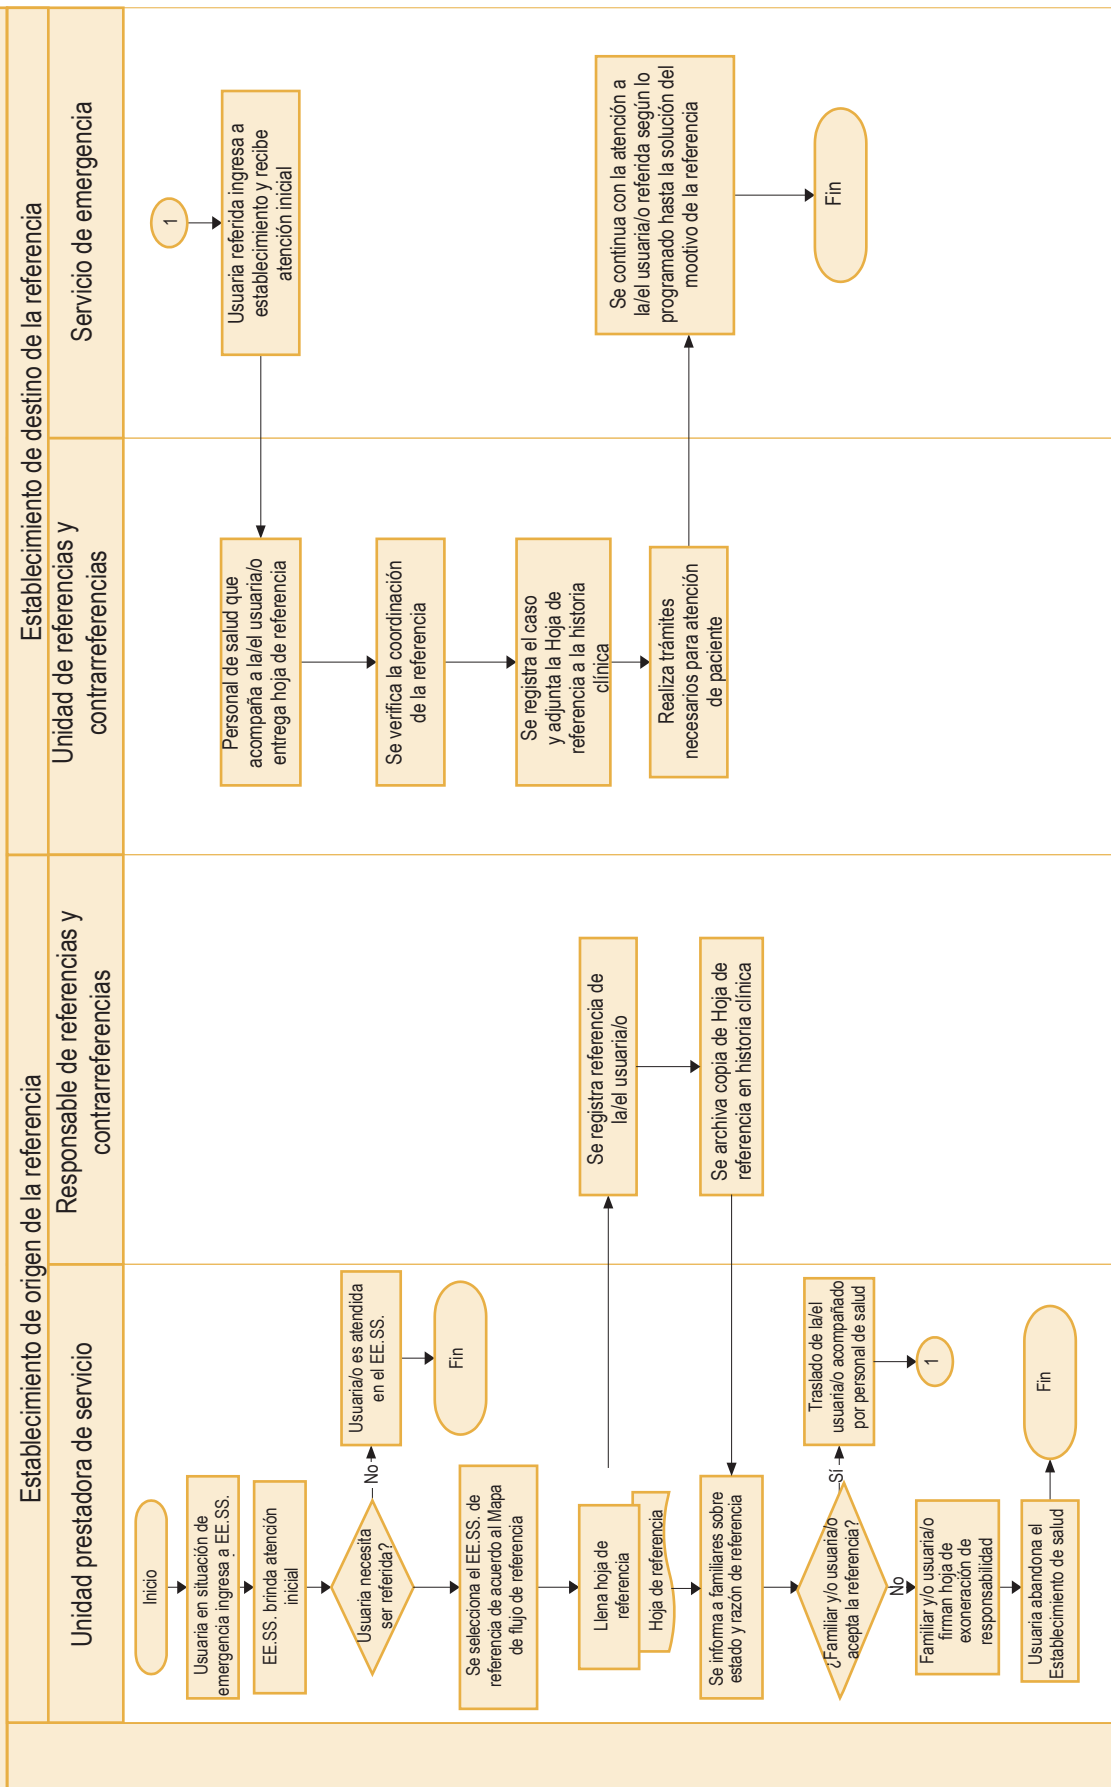 Establecimiento de origen de la referencia
Establecimiento de destino de la referencia
Unidad prestadora de servicio
Responsable de referencias y
contrarreferencias
Unidad de referencias y
contrarreferencias
Servicio de emergencia
Inicio
Usuaria en situación de
emergencia ingresa a EE.SS.
EE.SS. brinda atención
inicial
Usuaria necesita
ser referida?
No
Usuaria/o es atendida
en el EE.SS.
Fin
Se selecciona el EE.SS. de
referencia de acuerdo al Mapa
de flujo de referencia
Llena hoja de
referencia
Hoja de referencia
Se registra referencia de
la/el usuario/o
Se archiva copia de Hoja de
referencia en historia clínica
Se informa a familiares sobre
estado y razón de referencia
¿Familiar y/o usuaria/o
acepta la referencia?
Sí
Traslado de la/el
usuaria/o acompañado
por personal de salud
1
No
Familiar y/o usuaria/o
firman hoja de
exoneración de
responsabilidad
Usuaria abandona el
Establecimiento de salud
Fin
1
Usuaria referida ingresa a
establecimiento y recibe
atención inicial
Personal de salud que
acompaña a la/el usuaria/o
entrega hoja de referencia
Se verifica la coordinación
de la referencia
Se registra el caso
y adjunta la Hoja de
referencia a la historia
clínica
Realiza trámites
necesarios para atención
de paciente
Se continua con la atención a
la/el usuaria/o referida según lo
programado hasta la solución del
mootivo de la referencia
Fin